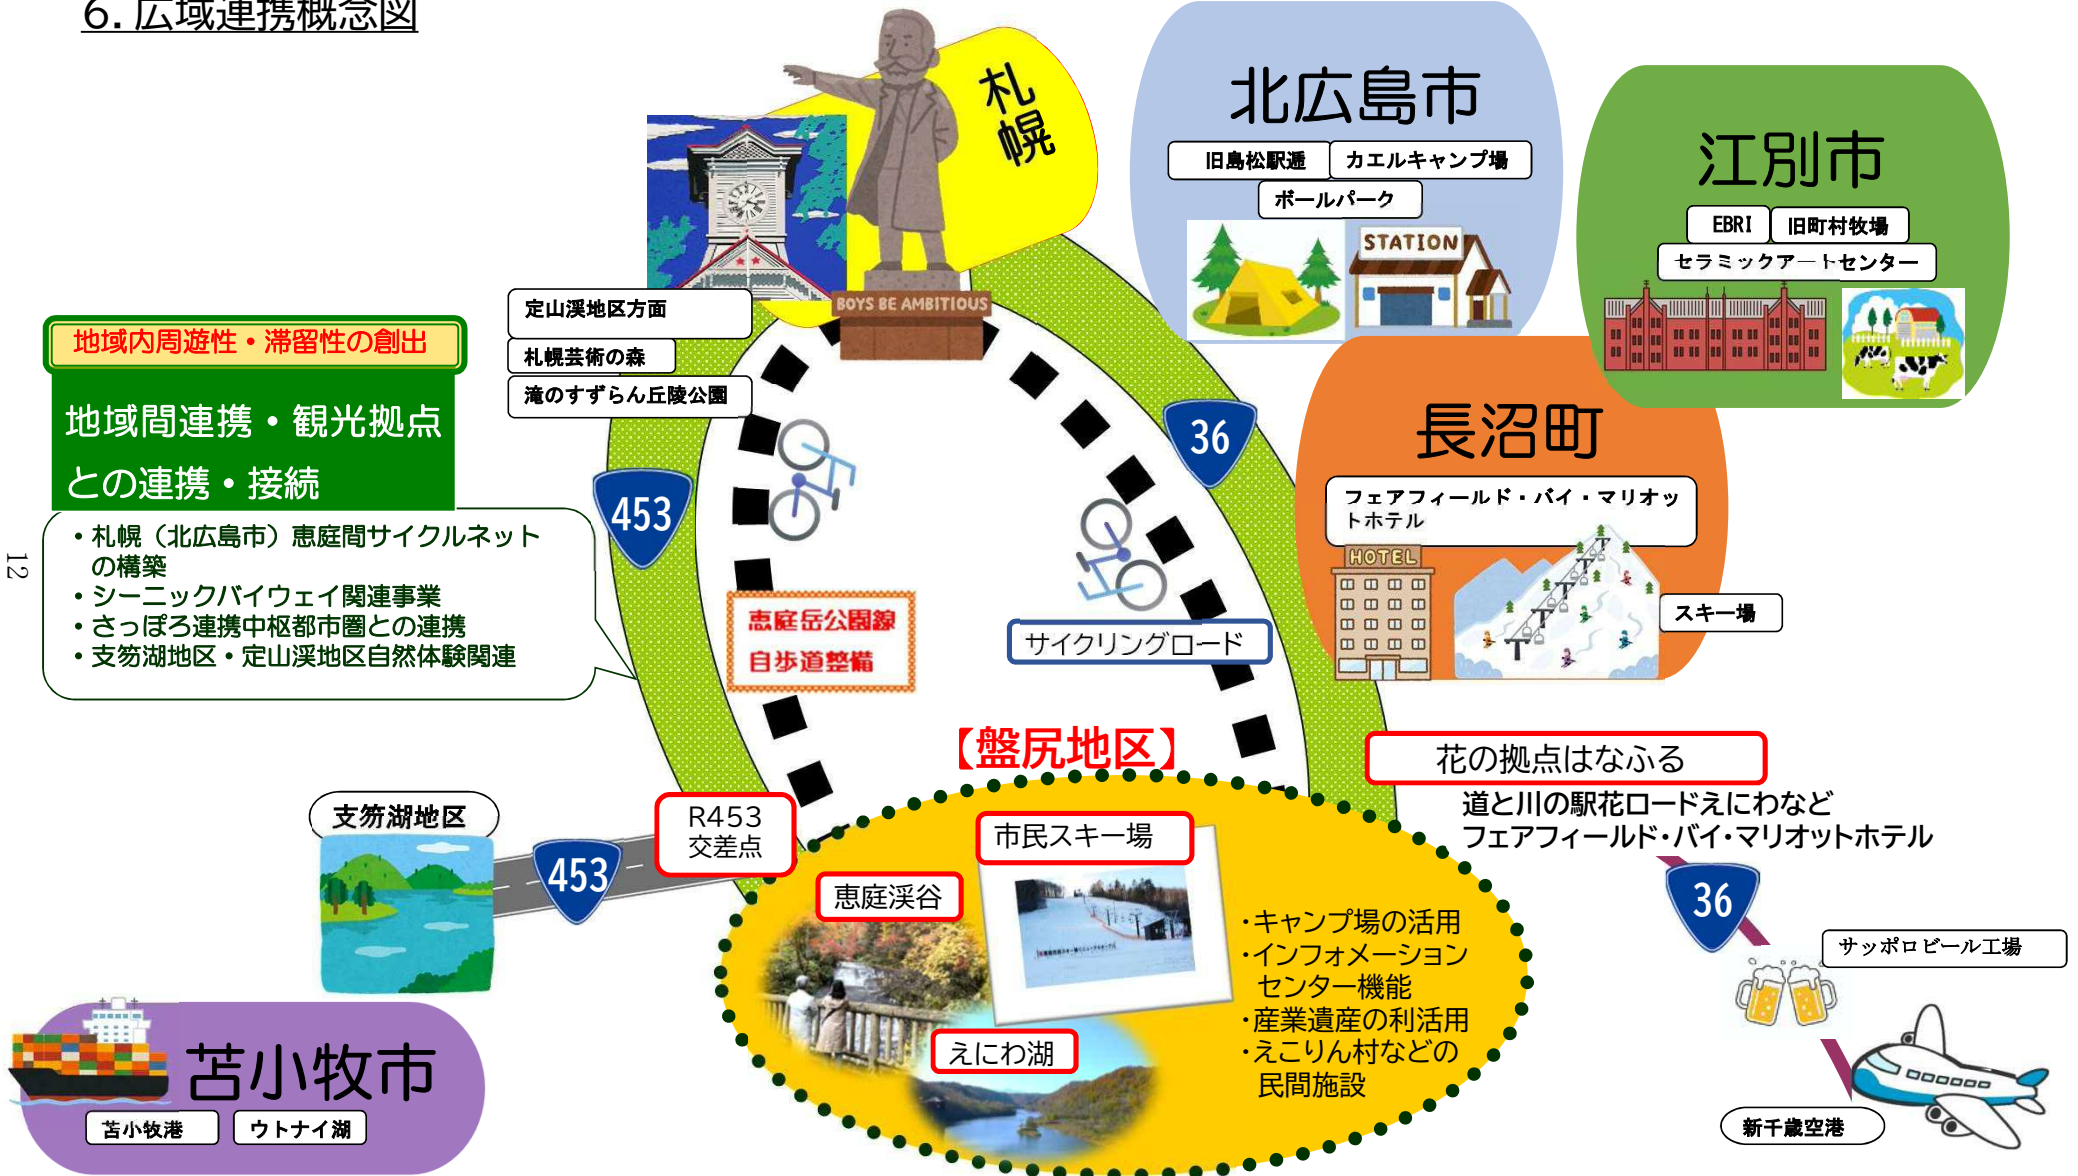 6. 広域連携概念図
札幌
BOYS BE AMBITIOUS
定山渓地区方面
札幌芸術の森
滝のすずらん丘陵公園
北広島市
旧島松駅逓
カエルキャンプ場
ボールパーク
STATION
江別市
EBRI
旧町村牧場
セラミックアートセンター
地域内周遊性・滞留性の創出
地域間連携・観光拠点
との連携・接続
・札幌（北広島市）恵庭間サイクルネット
の構築
・シーニックバイウェイ関連事業
・さっぽろ連携中枢都市圏との連携
・支笏湖地区・定山渓地区自然体験関連
453
36
長沼町
フェアフィールド・バイ・マリオッ
トホテル
HOTEL
スキー場
恵庭岳公園線
自歩道整備
サイクリングロード
【盤尻地区】
花の拠点はなふる
道と川の駅花ロードえにわなど
フェアフィールド・バイ・マリオットホテル
支笏湖地区
453
R453
交差点
市民スキー場
恵庭渓谷
えにわ湖
・キャンプ場の活用
・インフォメーション
センター機能
・産業遺産の利活用
・えこりん村などの
民間施設
36
サッポロビール工場
新千歳空港
苫小牧市
苫小牧港
ウトナイ湖
12